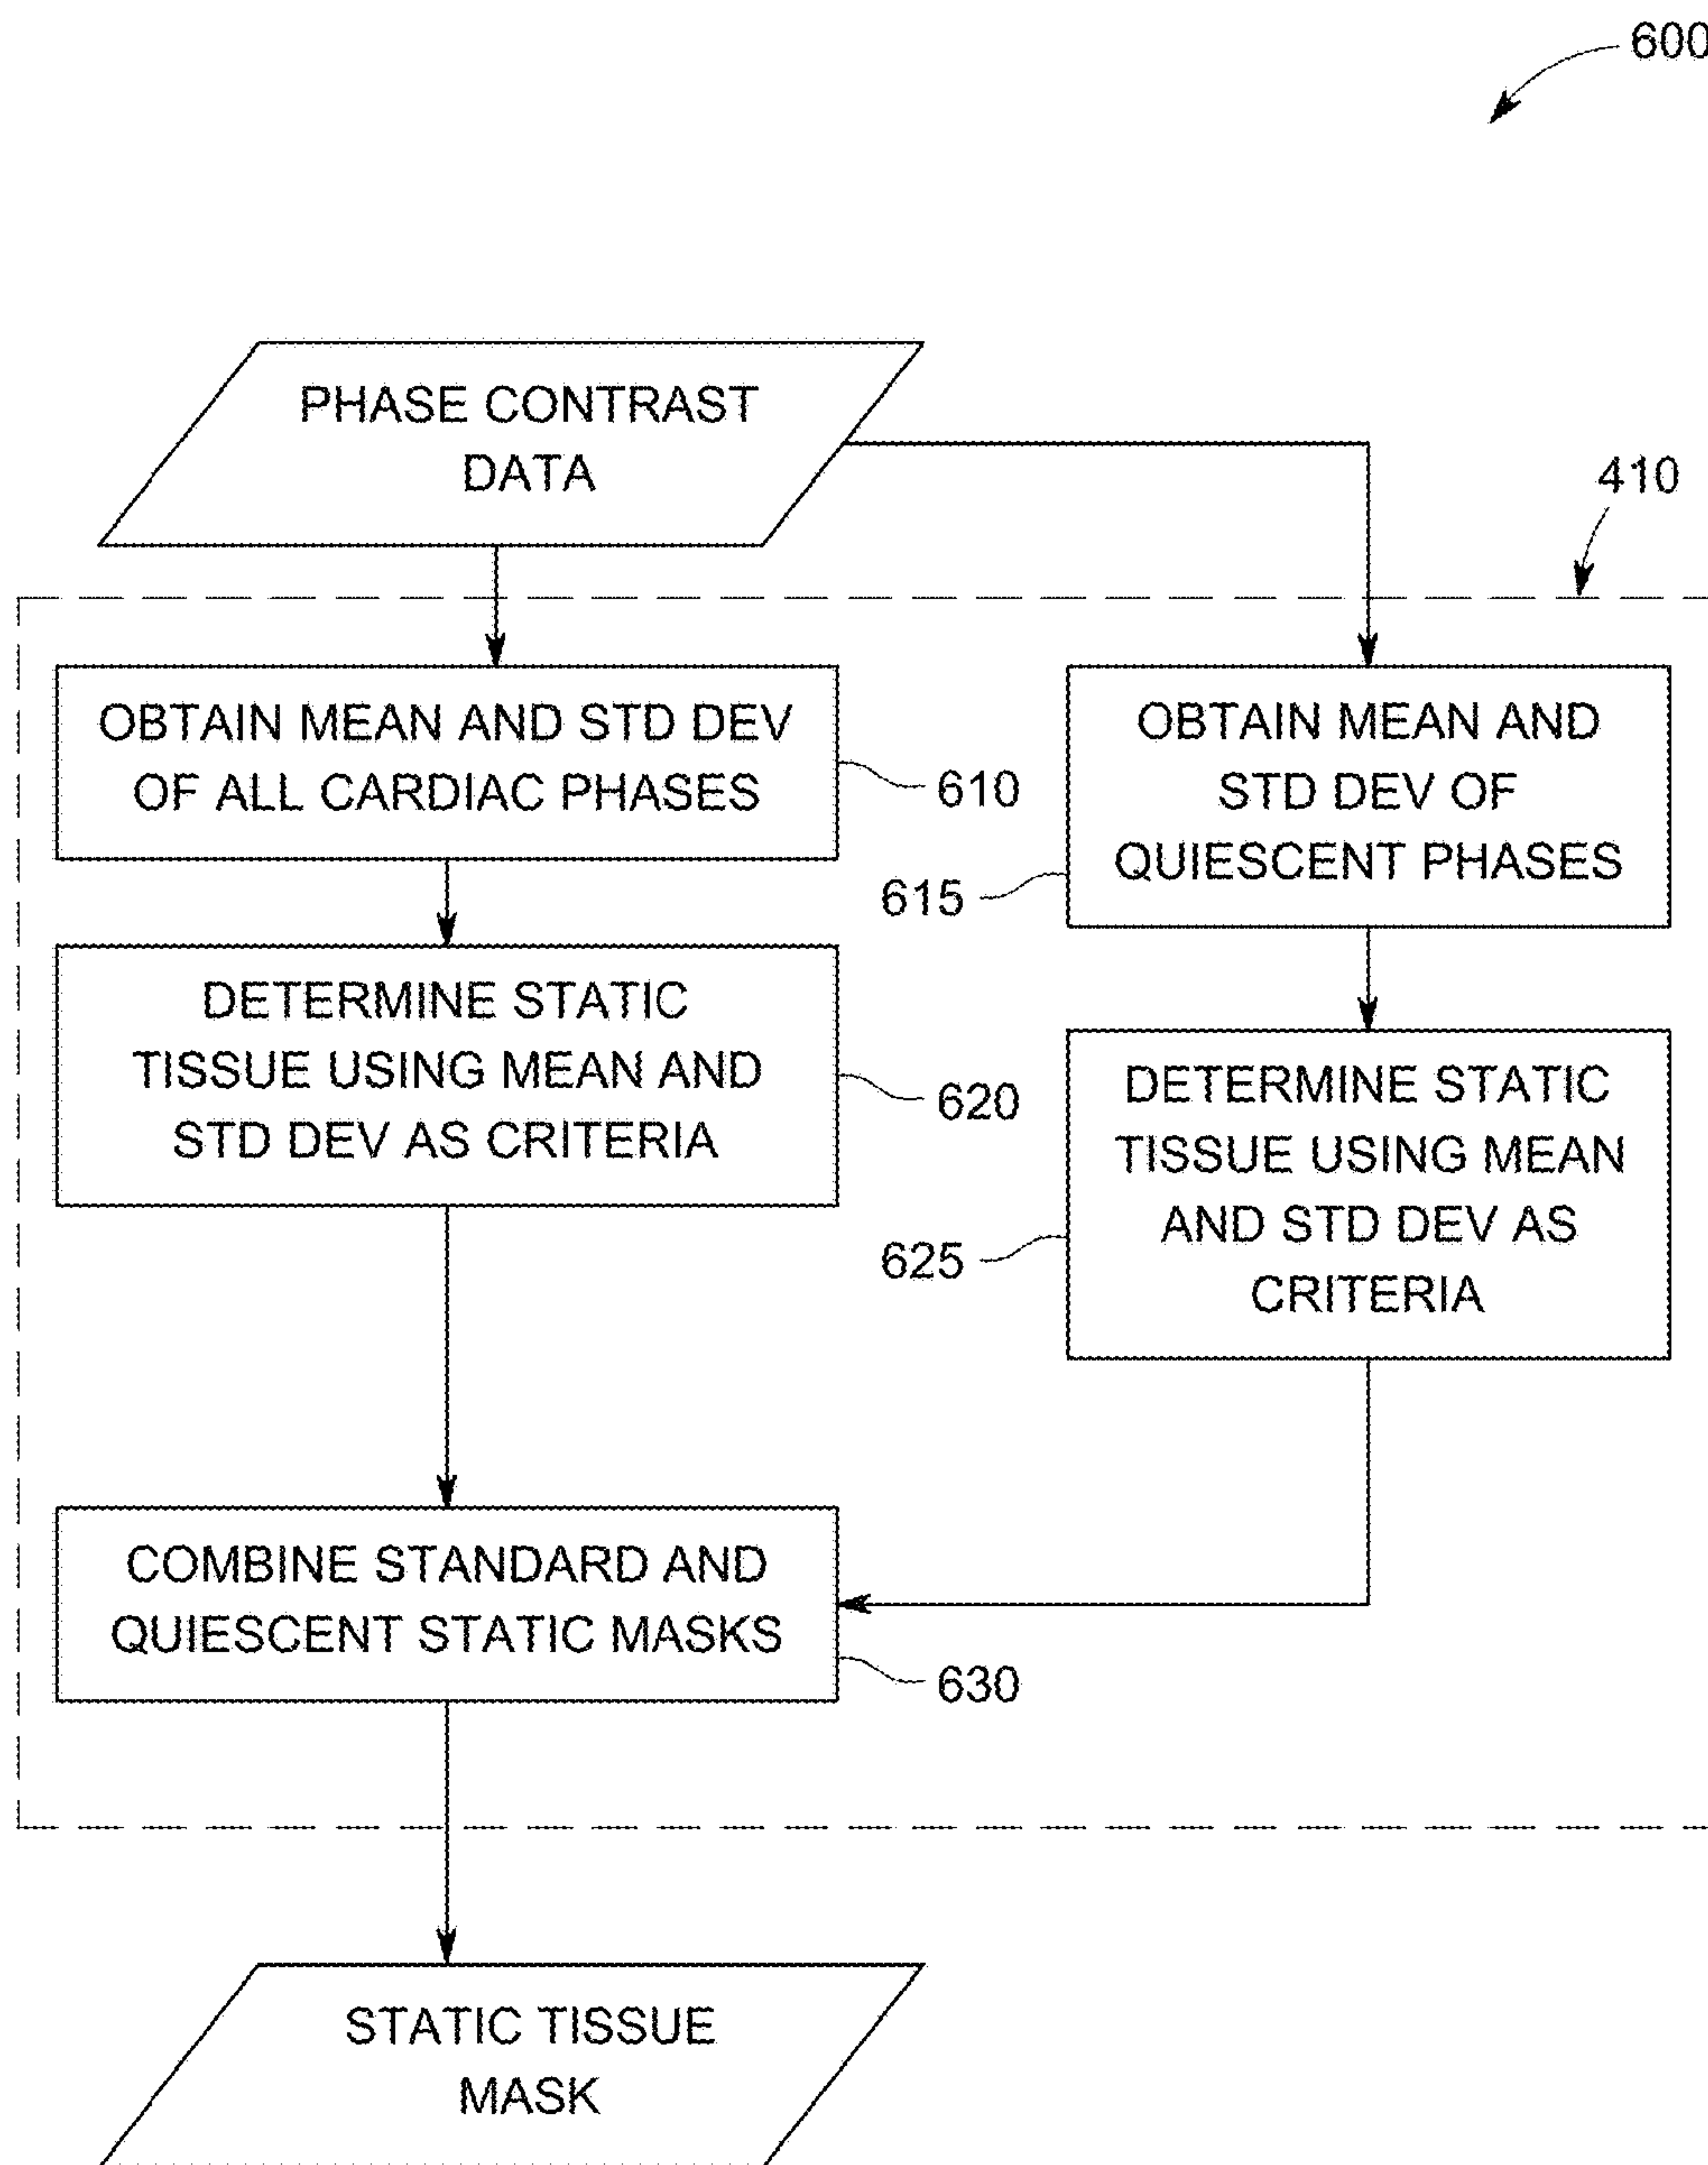 600
PHASE CONTRAST
DATA
410
OBTAIN MEAN AND STD DEV
OF ALL CARDIAC PHASES
610
OBTAIN MEAN AND
STD DEV OF
QUIESCENT PHASES
615
DETERMINE STATIC
TISSUE USING MEAN AND
STD DEV AS CRITERIA
620
DETERMINE STATIC
TISSUE USING MEAN
AND STD DEV AS
CRITERIA
625
COMBINE STANDARD AND
QUIESCENT STATIC MASKS
630
STATIC TISSUE
MASK